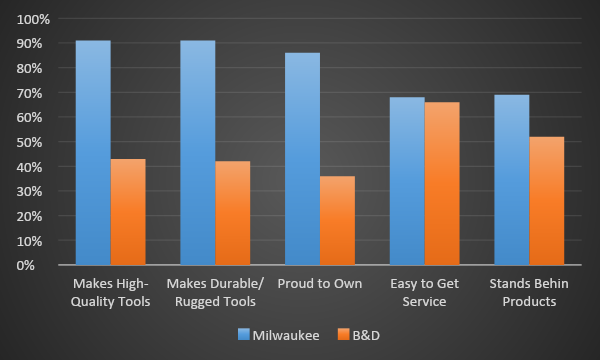 100%
90%
80%
70%
60%
50%
40%
30%
20%
10%
0%
Makes High-
Quality Tools
Makes Durable/
Rugged Tools
Proud to Own
Easy to Get
Service
Stands Behin
Products
Milwaukee
B&D